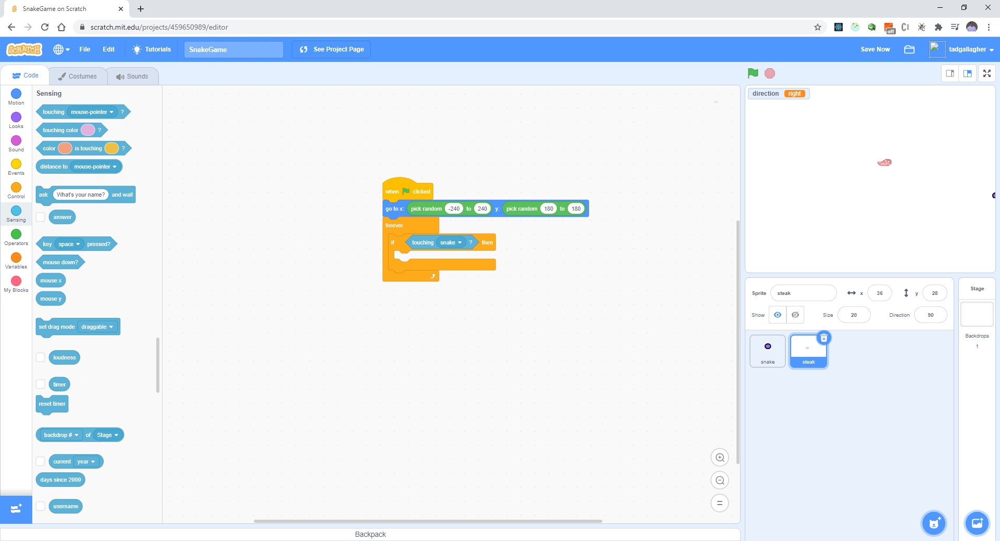 SnakeGame on Scratch
scratch.mit.edu/projects/459650989/editor
off
SCRATCH
File
Edit
Tutorials
SnakeGame
See Project Page
Save Now
tadgallagher
Code
Costumes
Sounds
Motion
Looks
Sound
Events
Control
Sensing
Operators
Variables
My Blocks
Sensing
touching mouse-pointer ?
touching color ?
color is touching ?
distance to mouse-pointer
ask What's your name? and wait
answer
key space pressed?
mouse down?
mouse x
mouse y
set drag mode draggable
loudness
timer
reset timer
backdrop # of Stage
current year
days since 2000
username
when clicked
go to x: pick random -240 to 240 y: pick random 180 to 180
forever
if touching snake ? then
Backpack
direction right
Sprite steak x 36 y 28
Show Size 20 Direction 90
snake
steak
Stage
Backdrops
1